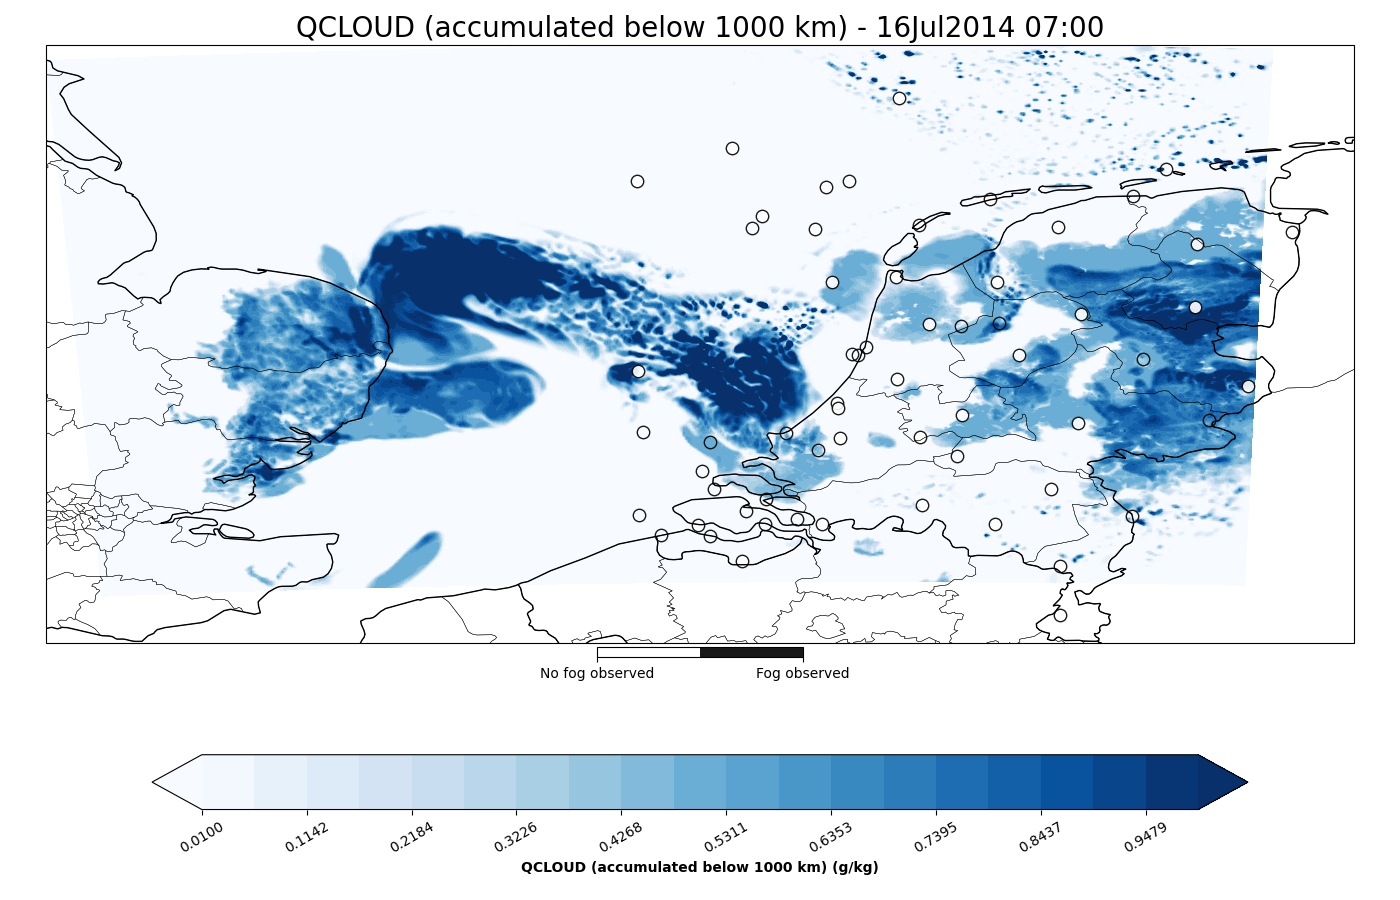 QCLOUD (accumulated below 1000 km) - 16Jul2014 07:00
No fog observed
Fog observed
0.0100
0.1142
0.2184
0.3226
0.4268
0.5311
0.6353
0.7395
0.8437
0.9479
QCLOUD (accumulated below 1000 km) (g/kg)